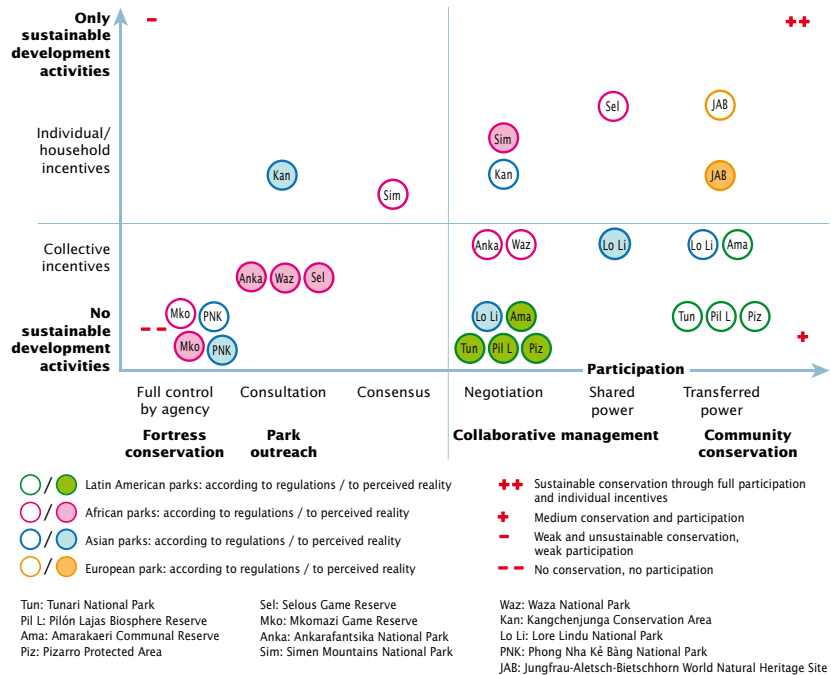 Only
sustainable
development
activities
–
++
Sel
JAB
Individual/
household
incentives
Sim
Kan
Kan
JAB
Sim
Collective
incentives
Anka
Waz
Lo Li
Lo Li
Ama
Anka
Waz
Sel
No
sustainable
development
activities
Mko
PNK
– –
Mko
PNK
Lo Li
Ama
Tun
Pil L
Piz
Tun
Pil L
Piz
+
Participation
Full control
by agency
Consultation
Consensus
Negotiation
Shared
power
Transferred
power
Fortress
conservation
Park
outreach
Collaborative management
Community
conservation
/ Latin American parks: according to regulations / to perceived reality
/ African parks: according to regulations / to perceived reality
/ Asian parks: according to regulations / to perceived reality
/ European park: according to regulations / to perceived reality
++ Sustainable conservation through full participation
and individual incentives
+ Medium conservation and participation
– Weak and unsustainable conservation,
weak participation
– – No conservation, no participation
Tun: Tunari National Park
Pil L: Pilón Lajas Biosphere Reserve
Ama: Amarakaeri Communal Reserve
Piz: Pizarro Protected Area
Sel: Selous Game Reserve
Mko: Mkomazi Game Reserve
Anka: Ankarafantsika National Park
Sim: Simen Mountains National Park
Waz: Waza National Park
Kan: Kangchenjunga Conservation Area
Lo Li: Lore Lindu National Park
PNK: Phong Nha Kẻ Bàng National Park
JAB: Jungfrau-Aletsch-Bietschhorn World Natural Heritage Site